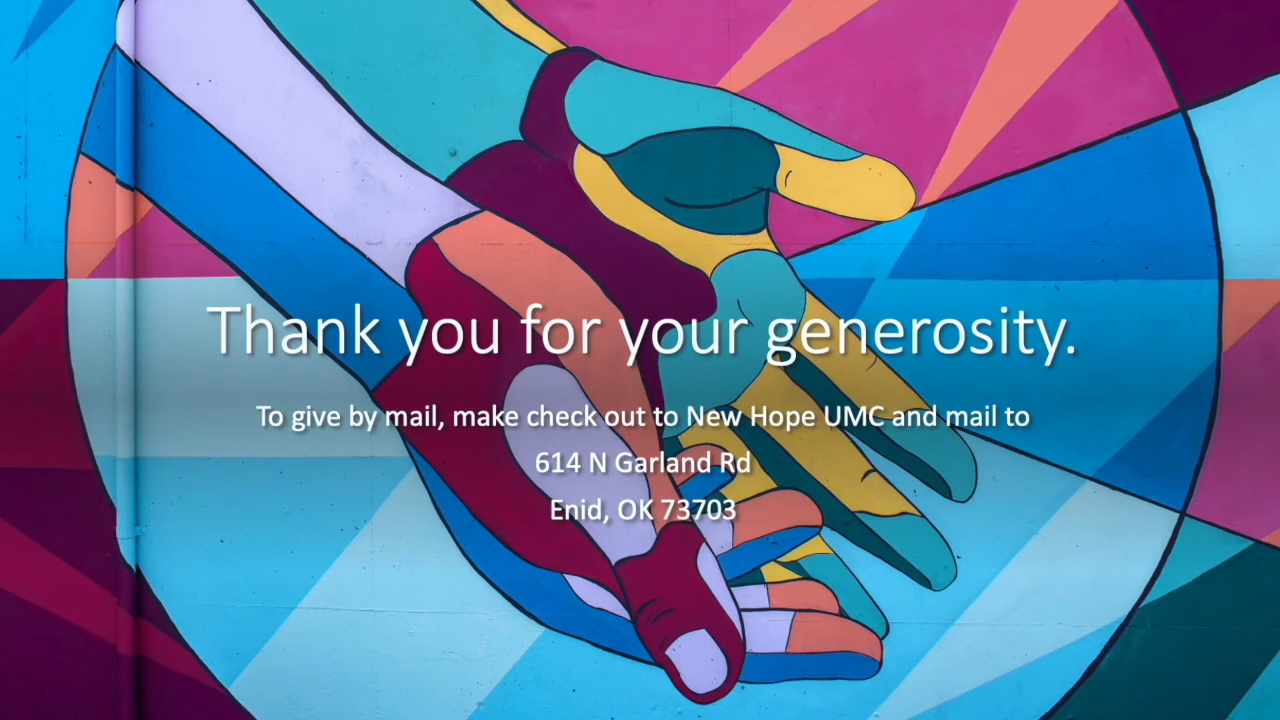 Thank you for your generosity.
To give by mail, make check out to New Hope UMC and mail to
614 N Garland Rd
Enid, OK 73703